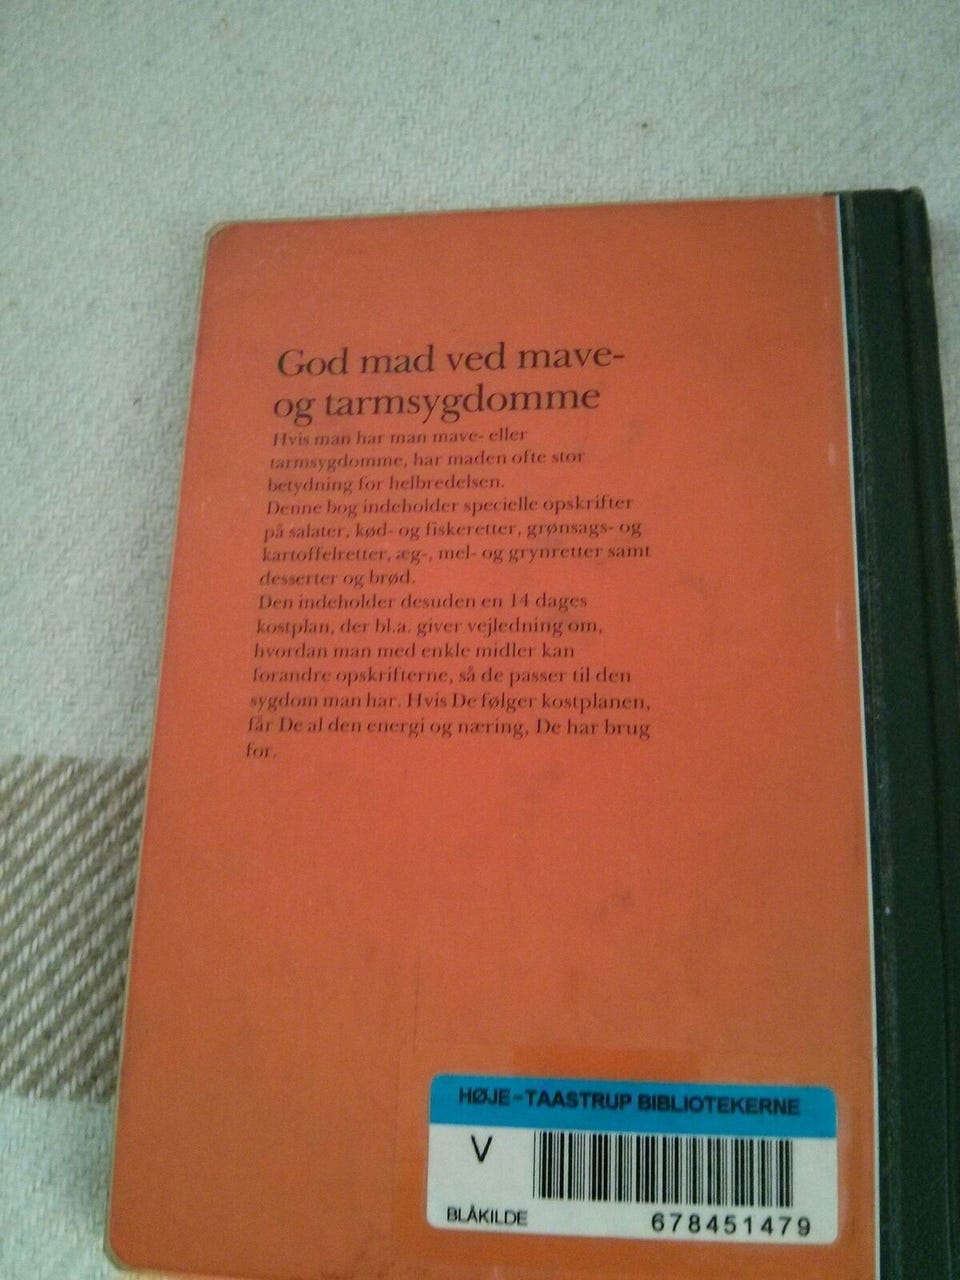 God mad ved mave-
og tarmsygdomme
Hvis man har man mave- eller
tarmsygdomme, har maden ofte stor
betydning for helbredelsen.
Denne bog indeholder specielle opskrifter
på salater, kød- og fiskeretter, grønsags- og
kartoffelretter, æg-, mel- og grynretter samt
desserter og brød.
Den indeholder desuden en 14 dages
kostplan, der bl.a. giver vejledning om,
hvordan man med enkle midler kan
forandre opskrifterne, så de passer til den
sygdom man har. Hvis De følger kostplanen,
får De al den energi og næring, De har brug
for.
HØJE-TAASTRUP BIBLIOTEKERNE
V
BLÅKILDE 678451479